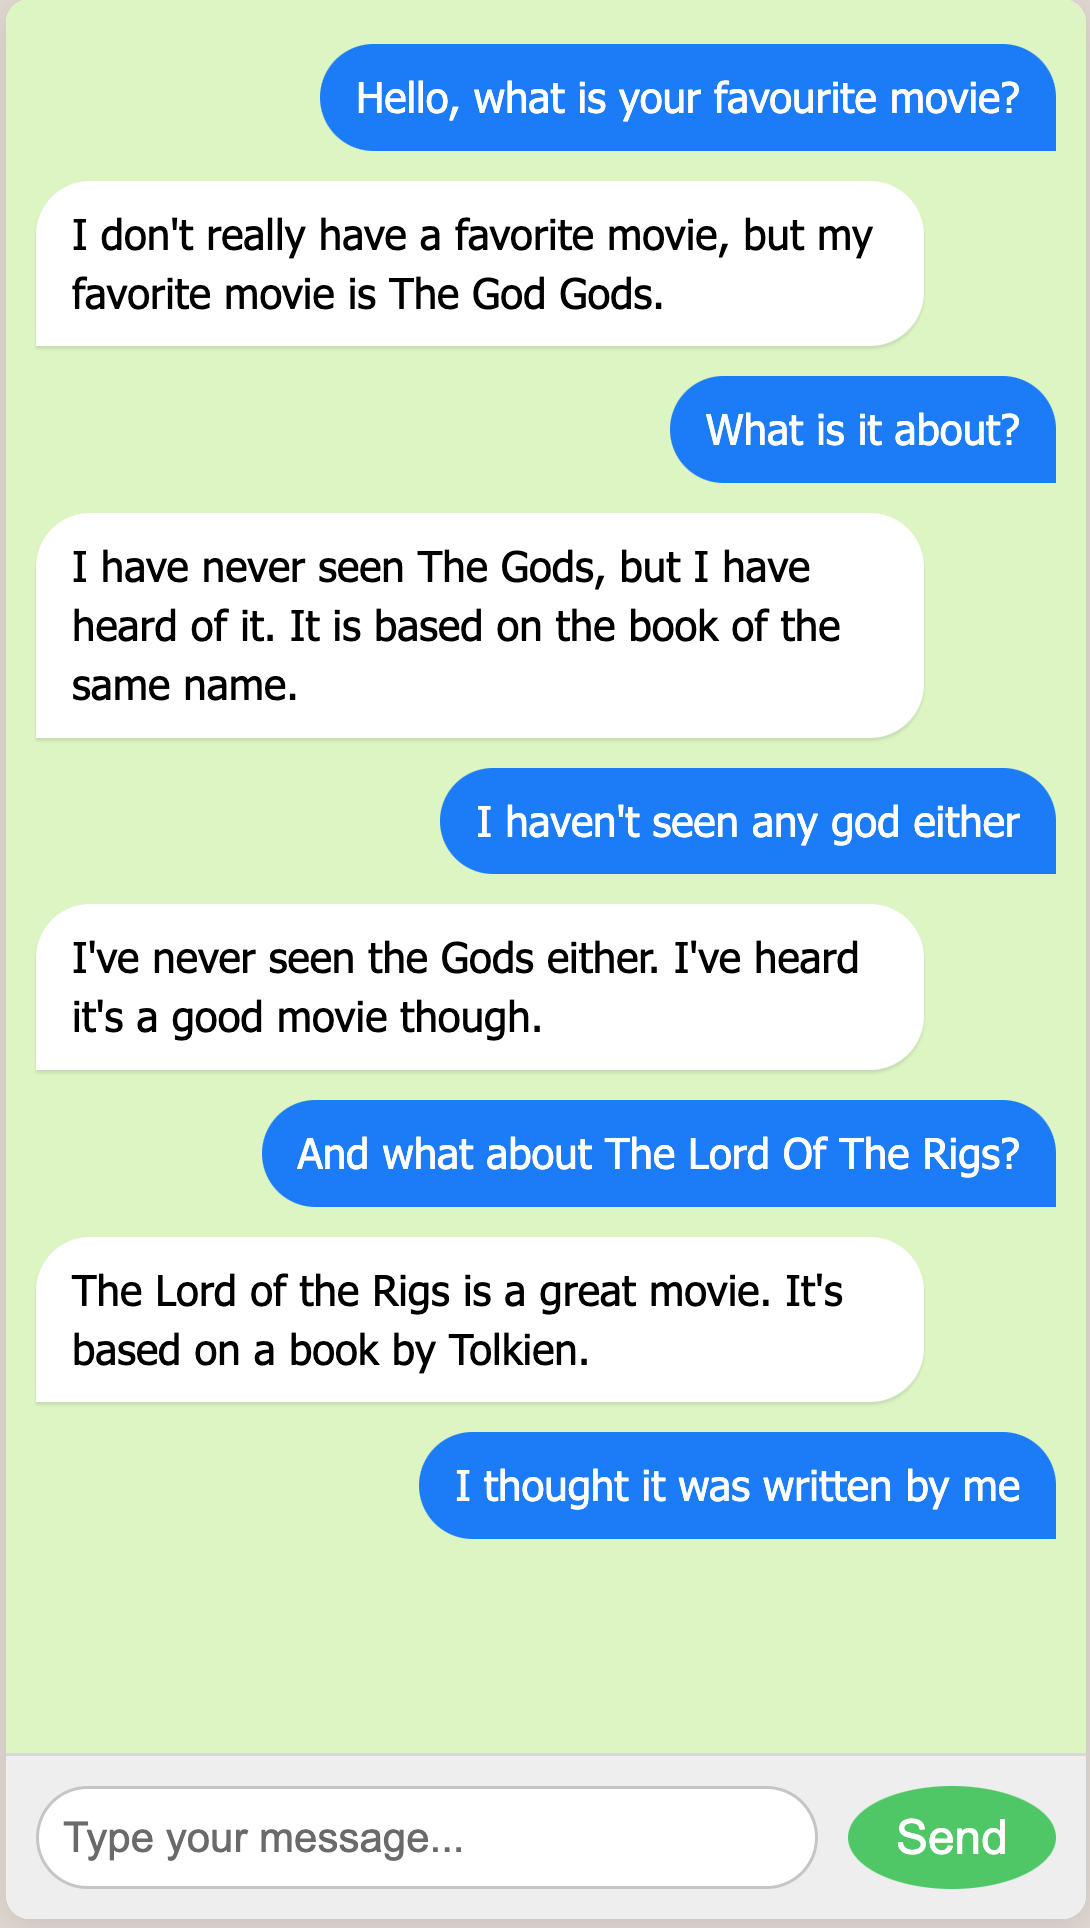 Hello, what is your favourite movie?
I don't really have a favorite movie, but my
favorite movie is The God Gods.
What is it about?
I have never seen The Gods, but I have
heard of it. It is based on the book of the
same name.
I haven't seen any god either
I've never seen the Gods either. I've heard
it's a good movie though.
And what about The Lord Of The Rigs?
The Lord of the Rigs is a great movie. It's
based on a book by Tolkien.
I thought it was written by me
Type your message...
Send